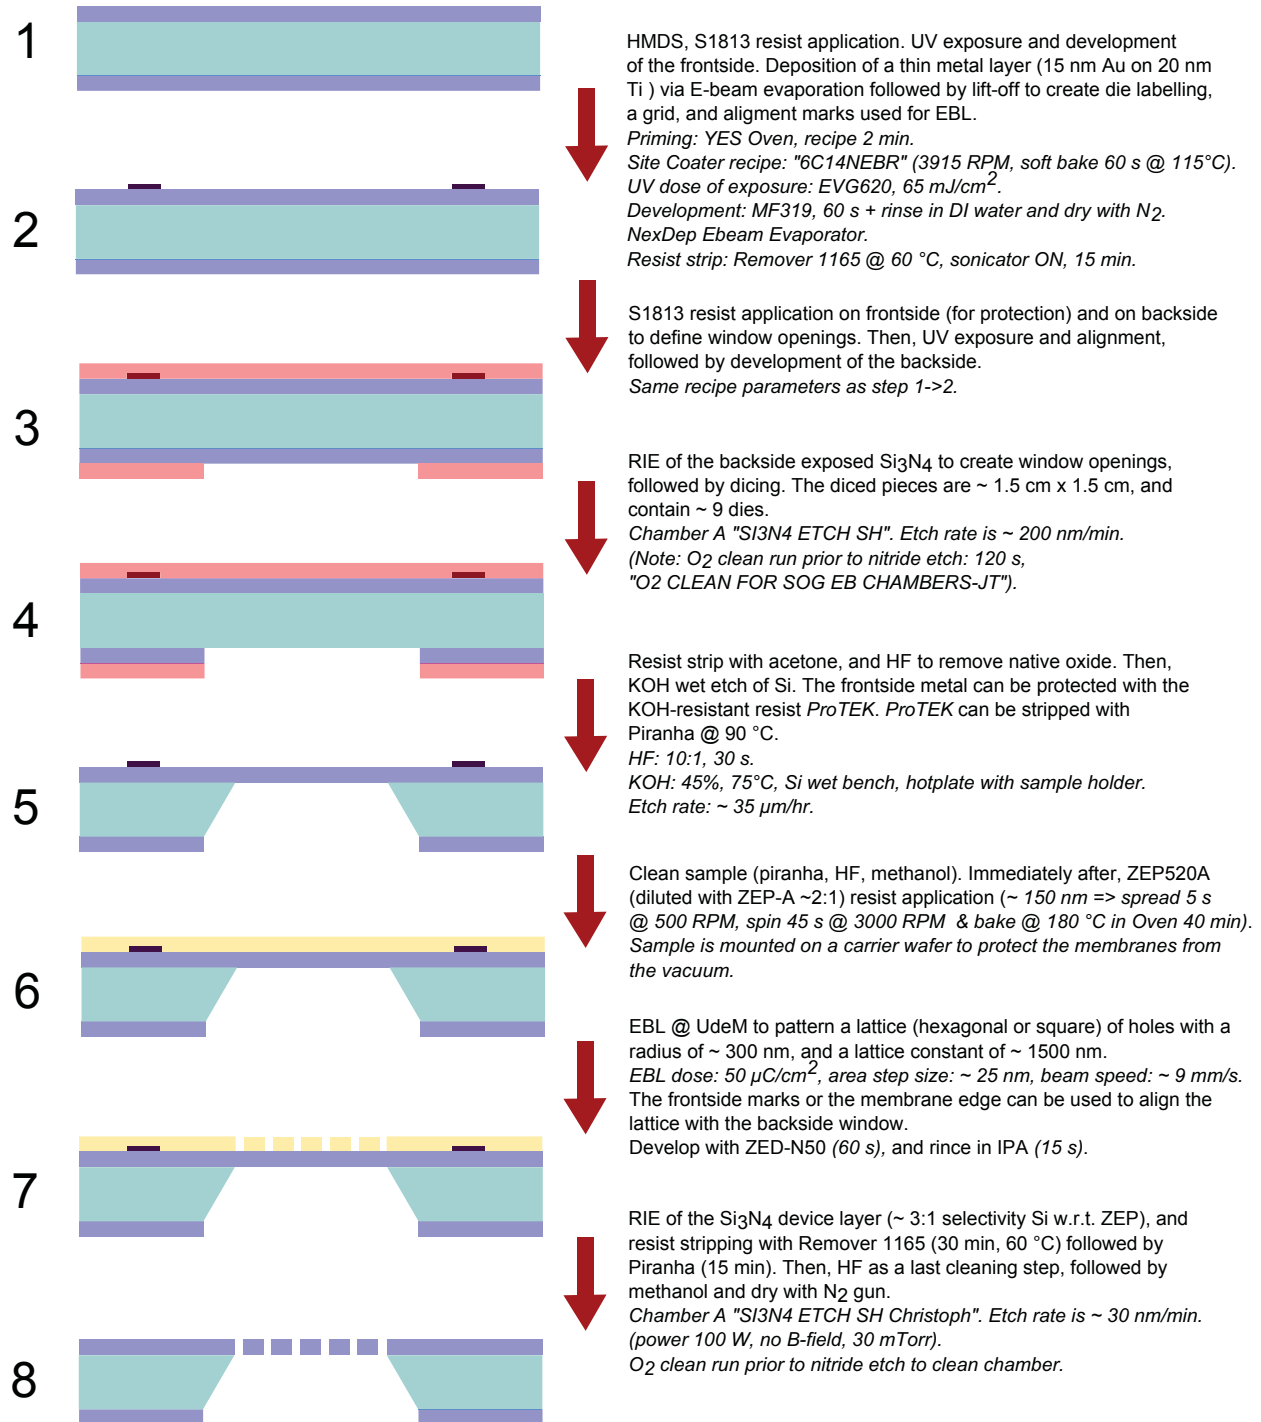 1
HMDS, S1813 resist application. UV exposure and development
of the frontside. Deposition of a thin metal layer (15 nm Au on 20 nm
Ti ) via E-beam evaporation followed by lift-off to create die labelling,
a grid, and aligment marks used for EBL.
Priming: YES Oven, recipe 2 min.
Site Coater recipe: "6C14NEBR" (3915 RPM, soft bake 60 s @ 115°C).
UV dose of exposure: EVG620, 65 mJ/cm2.
Development: MF319, 60 s + rinse in DI water and dry with N2.
NexDep Ebeam Evaporator.
Resist strip: Remover 1165 @ 60 °C, sonicator ON, 15 min.
2
S1813 resist application on frontside (for protection) and on backside
to define window openings. Then, UV exposure and alignment,
followed by development of the backside.
Same recipe parameters as step 1->2.
3
RIE of the backside exposed Si3N4 to create window openings,
followed by dicing. The diced pieces are ~ 1.5 cm x 1.5 cm, and
contain ~ 9 dies.
Chamber A "SI3N4 ETCH SH". Etch rate is ~ 200 nm/min.
(Note: O2 clean run prior to nitride etch: 120 s,
"O2 CLEAN FOR SOG EB CHAMBERS-JT").
4
Resist strip with acetone, and HF to remove native oxide. Then,
KOH wet etch of Si. The frontside metal can be protected with the
KOH-resistant resist ProTEK. ProTEK can be stripped with
Piranha @ 90 °C.
HF: 10:1, 30 s.
KOH: 45%, 75°C, Si wet bench, hotplate with sample holder.
Etch rate: ~ 35 µm/hr.
5
Clean sample (piranha, HF, methanol). Immediately after, ZEP520A
(diluted with ZEP-A ~2:1) resist application (~ 150 nm => spread 5 s
@ 500 RPM, spin 45 s @ 3000 RPM & bake @ 180 °C in Oven 40 min).
Sample is mounted on a carrier wafer to protect the membranes from
the vacuum.
6
EBL @ UdeM to pattern a lattice (hexagonal or square) of holes with a
radius of ~ 300 nm, and a lattice constant of ~ 1500 nm.
EBL dose: 50 µC/cm2, area step size: ~ 25 nm, beam speed: ~ 9 mm/s.
The frontside marks or the membrane edge can be used to align the
lattice with the backside window.
Develop with ZED-N50 (60 s), and rince in IPA (15 s).
7
RIE of the Si3N4 device layer (~ 3:1 selectivity Si w.r.t. ZEP), and
resist stripping with Remover 1165 (30 min, 60 °C) followed by
Piranha (15 min). Then, HF as a last cleaning step, followed by
methanol and dry with N2 gun.
Chamber A "SI3N4 ETCH SH Christoph". Etch rate is ~ 30 nm/min.
(power 100 W, no B-field, 30 mTorr).
O2 clean run prior to nitride etch to clean chamber.
8